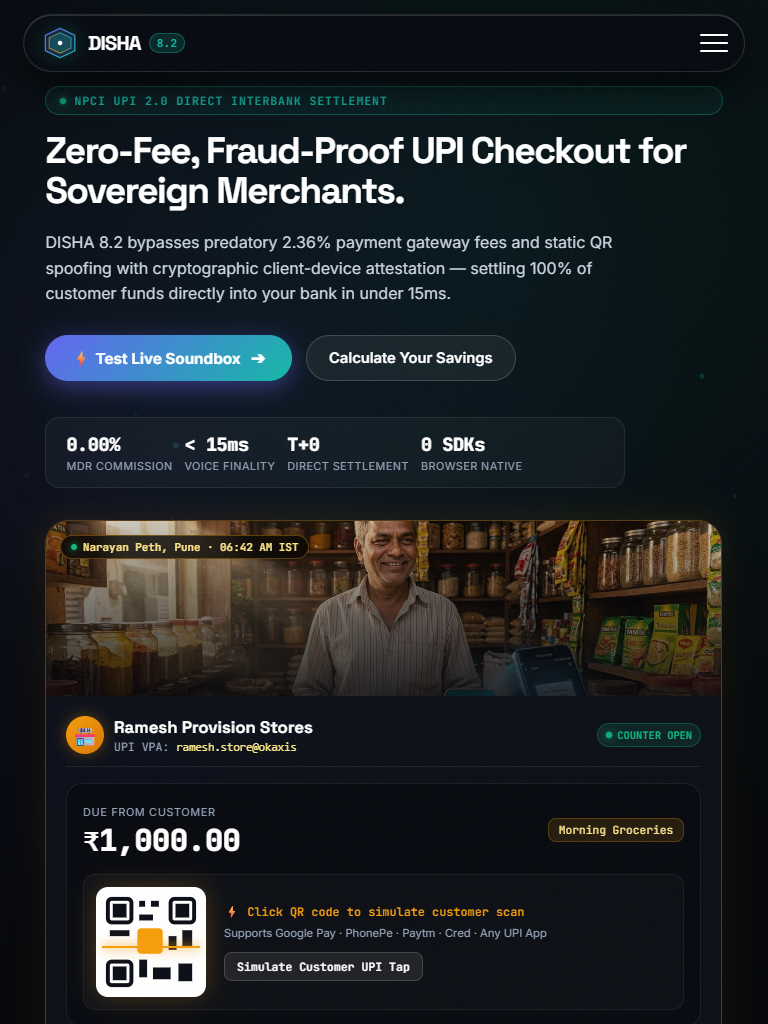 DISHA 8.2
NPCI UPI 2.0 DIRECT INTERBANK SETTLEMENT
Zero-Fee, Fraud-Proof UPI Checkout for
Sovereign Merchants.
DISHA 8.2 bypasses predatory 2.36% payment gateway fees and static QR
spoofing with cryptographic client-device attestation — settling 100% of
customer funds directly into your bank in under 15ms.
Test Live Soundbox ➔
Calculate Your Savings
0.00% < 15ms T+0 0 SDKs
MDR COMMISSION VOICE FINALITY DIRECT SETTLEMENT BROWSER NATIVE
Narayan Peth, Pune · 06:42 AM IST
Ramesh Provision Stores
UPI VPA: ramesh.store@okaxis
COUNTER OPEN
DUE FROM CUSTOMER
₹1,000.00
Morning Groceries
Click QR code to simulate customer scan
Supports Google Pay · PhonePe · Paytm · Cred · Any UPI App
Simulate Customer UPI Tap